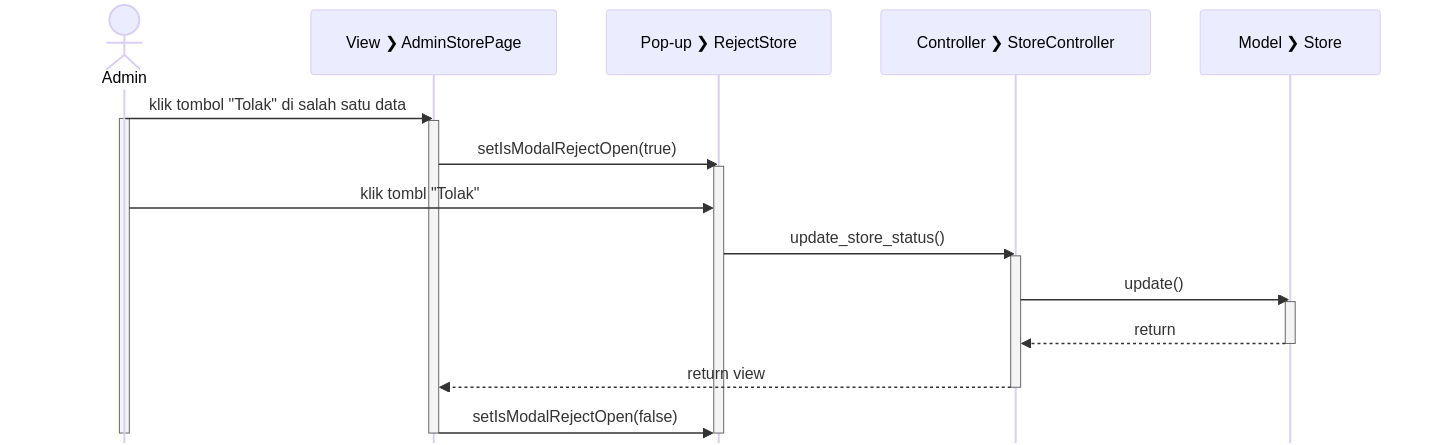 Admin
View ❯ AdminStorePage
Pop-up ❯ RejectStore
Controller ❯ StoreController
Model ❯ Store
klik tombol "Tolak" di salah satu data
setIsModalRejectOpen(true)
klik tombl "Tolak"
update_store_status()
update()
return
return view
setIsModalRejectOpen(false)